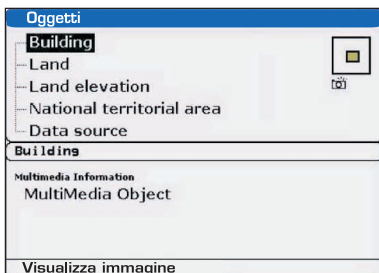 Oggetti
Building
Land
Land elevation
National territorial area
Data source
Building
Multimedia Information
MultiMedia Object
Visualizza immagine